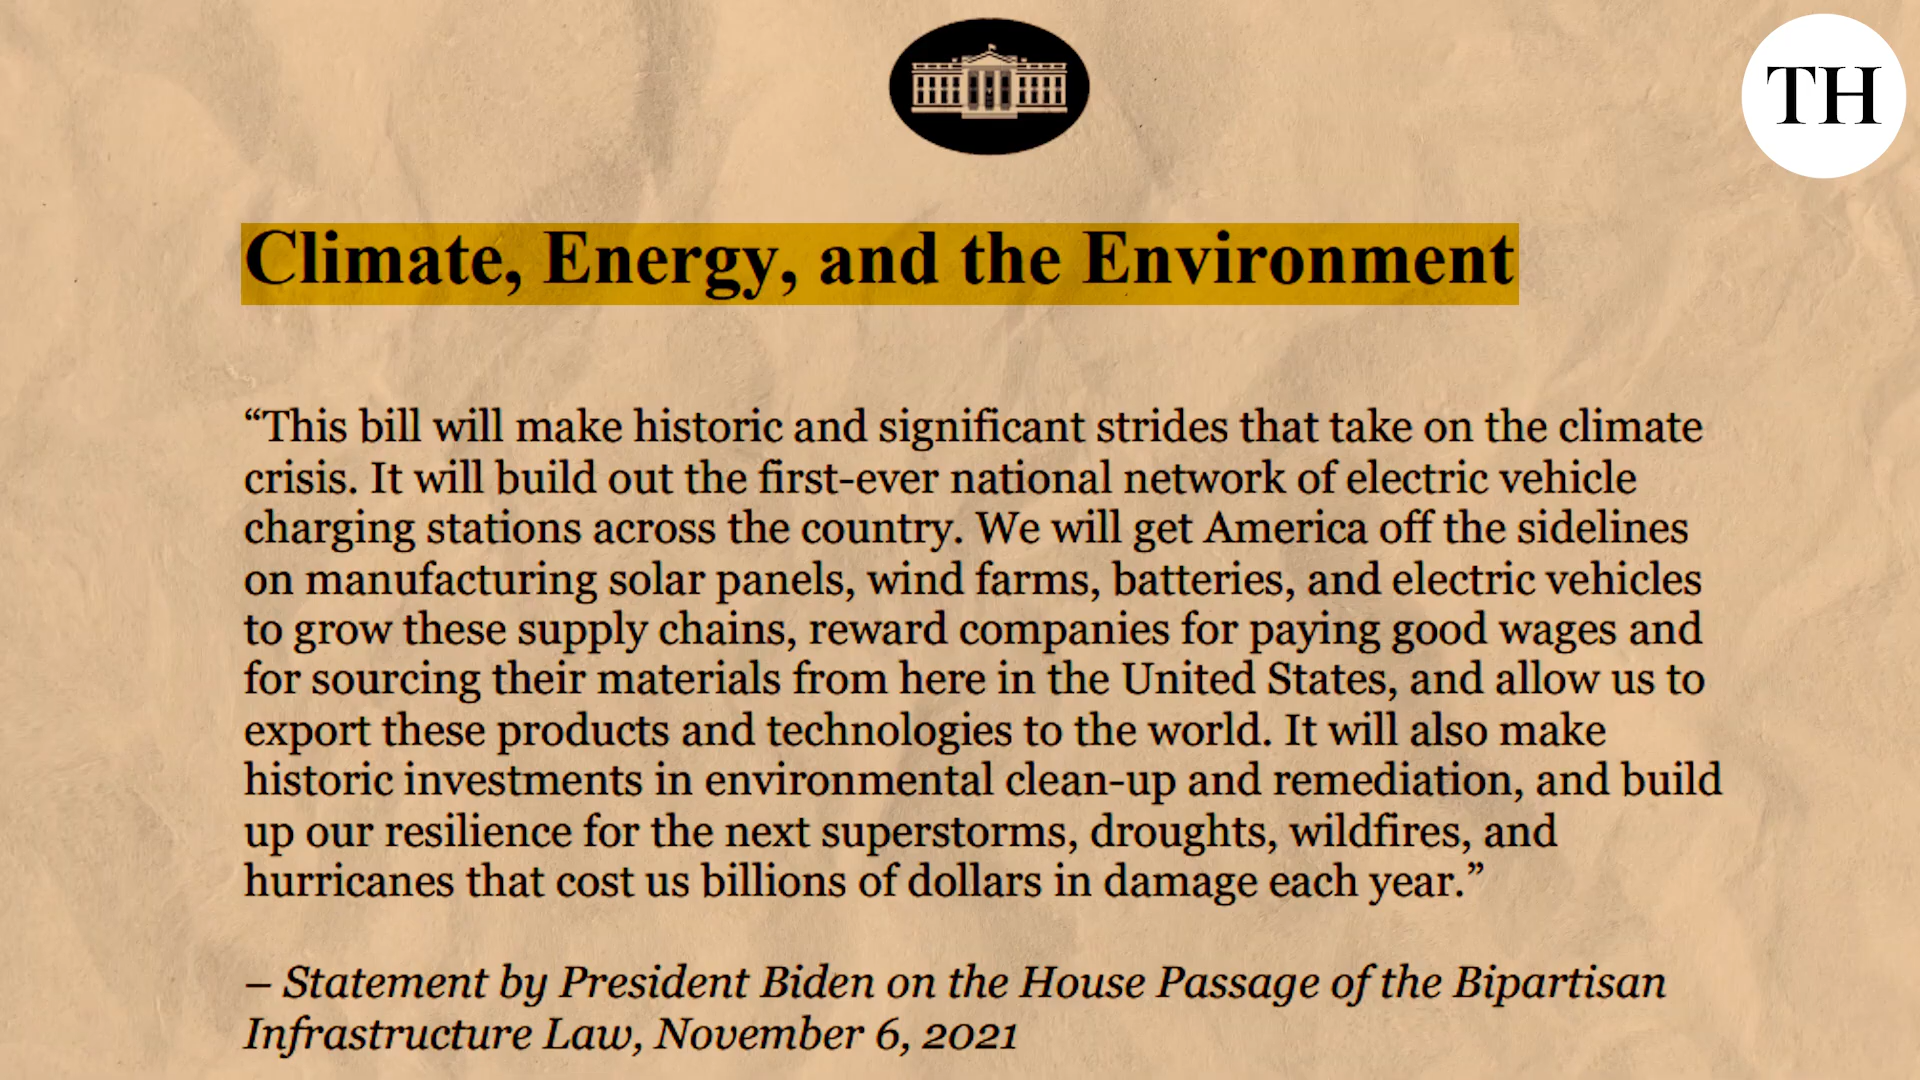 TH
Climate, Energy, and the Environment
“This bill will make historic and significant strides that take on the climate
crisis. It will build out the first-ever national network of electric vehicle
charging stations across the country. We will get America off the sidelines
on manufacturing solar panels, wind farms, batteries, and electric vehicles
to grow these supply chains, reward companies for paying good wages and
for sourcing their materials from here in the United States, and allow us to
export these products and technologies to the world. It will also make
historic investments in environmental clean-up and remediation, and build
up our resilience for the next superstorms, droughts, wildfires, and
hurricanes that cost us billions of dollars in damage each year.”
– Statement by President Biden on the House Passage of the Bipartisan
Infrastructure Law, November 6, 2021